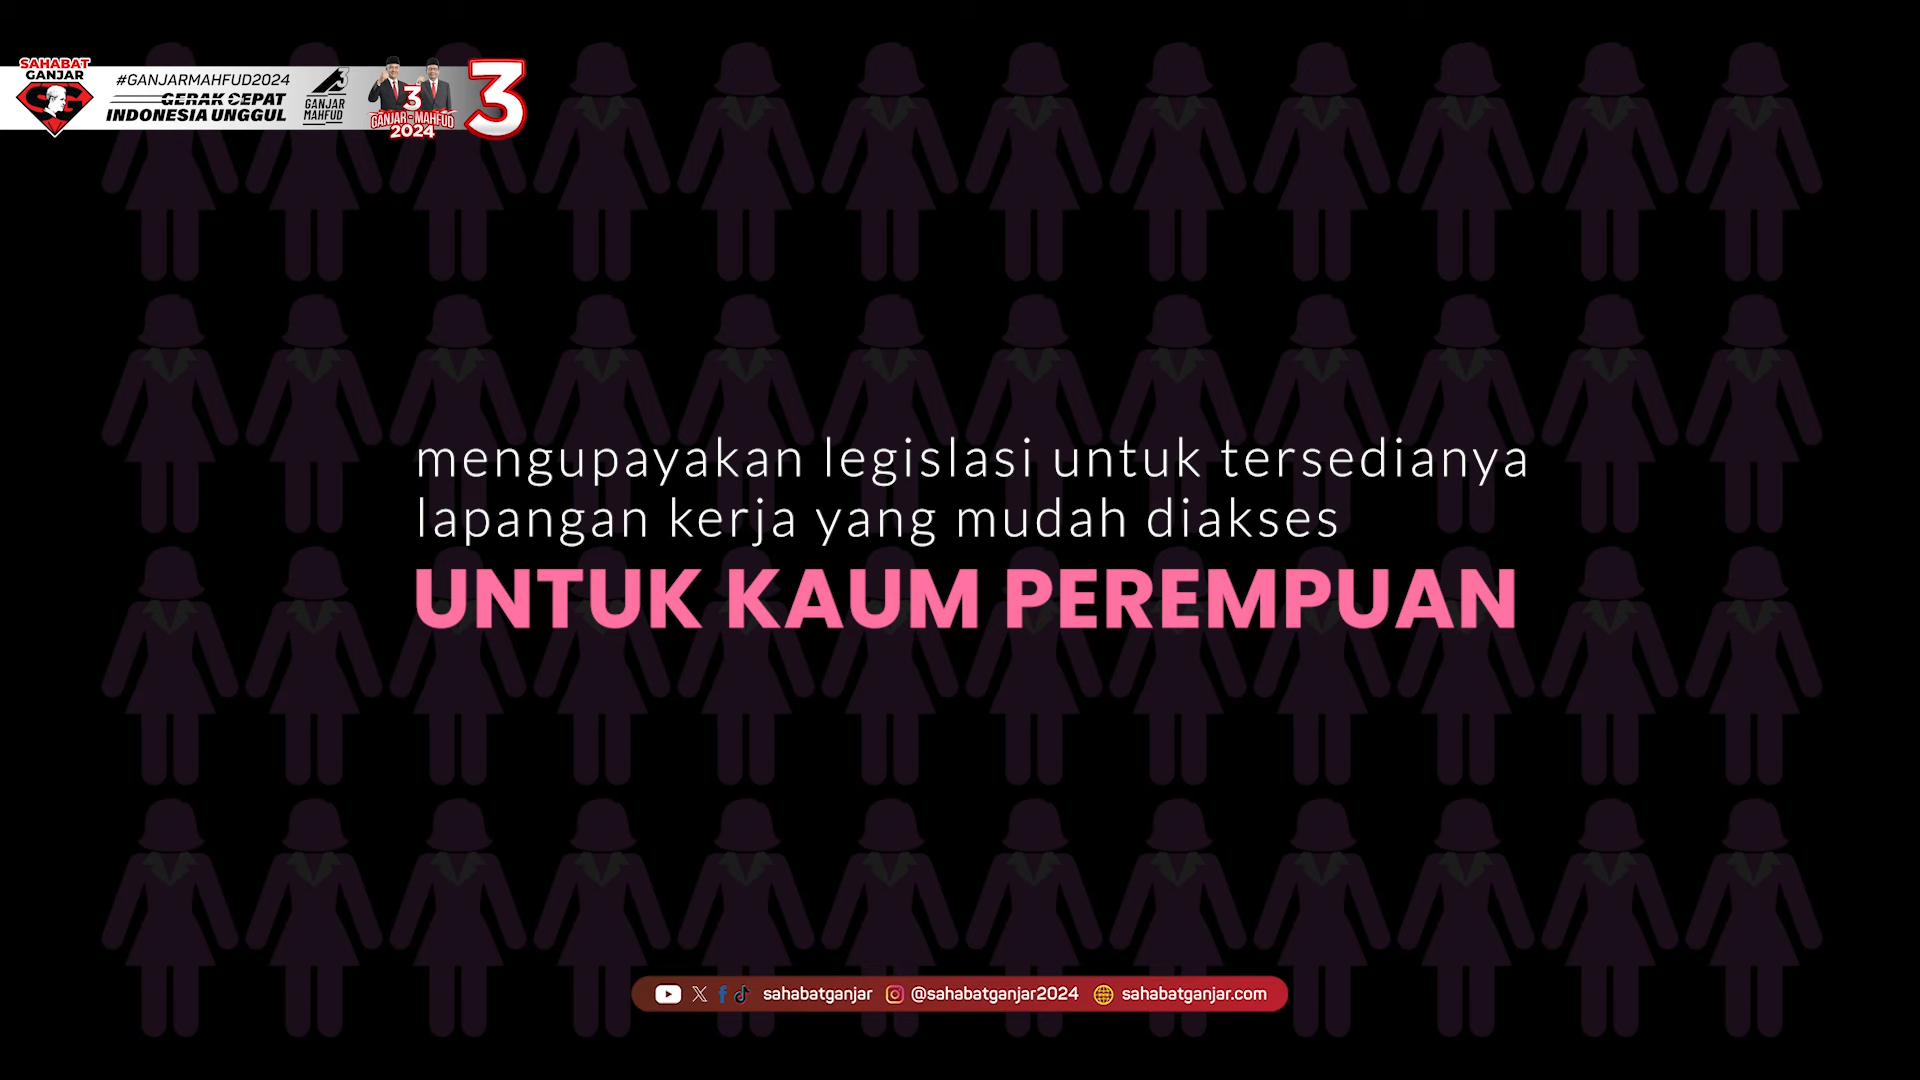 SAHABAT
GANJAR
#GANJARMAHFUD2024
GERAK CEPAT
INDONESIA UNGGUL
3
GANJAR
MAHFUD
3
GANJAR - MAHFUD
2024
3
mengupayakan legislasi untuk tersedianya
lapangan kerja yang mudah diakses
UNTUK KAUM PEREMPUAN
sahabatganjar @sahabatganjar2024 sahabatganjar.com